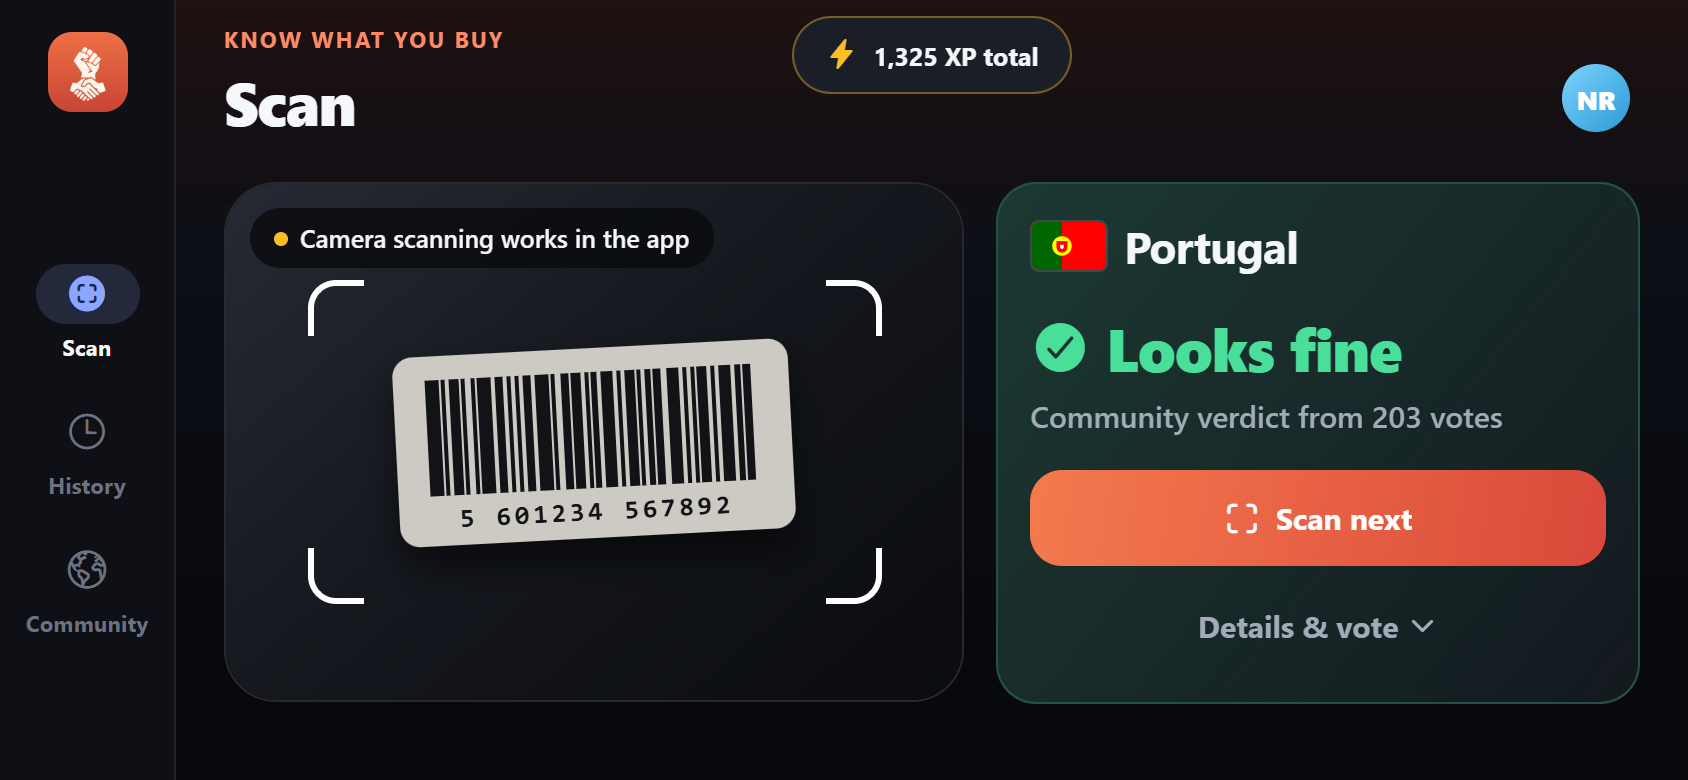 KNOW WHAT YOU BUY
Scan
1,325 XP total
NR
Scan
History
Community
Camera scanning works in the app
5 601234 567892
Portugal
Looks fine
Community verdict from 203 votes
Scan next
Details & vote